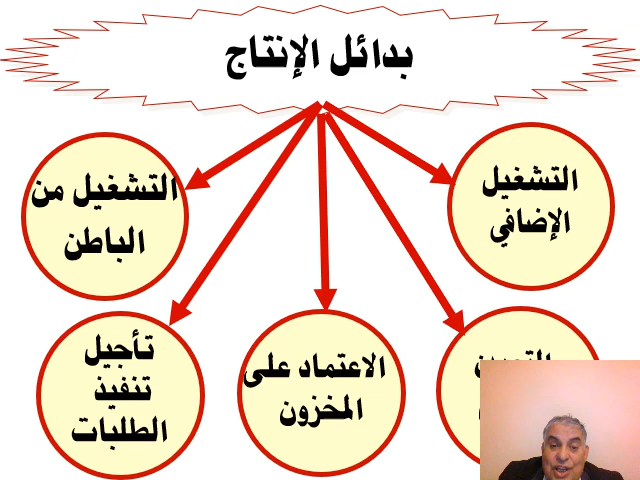 بدائل الإنتاج
التشغيل
الإضافي
التشغيل من
الباطن
الاعتماد على
المخزون
تأجيل
تنفيذ
الطلبات